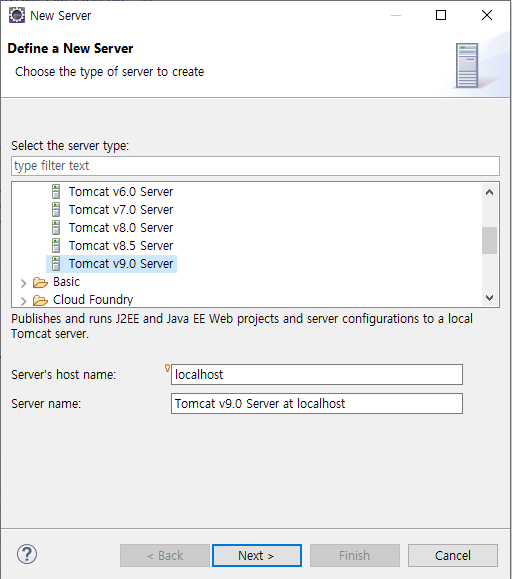 New Server
Define a New Server
Choose the type of server to create
Select the server type:
type filter text
Tomcat v6.0 Server
Tomcat v7.0 Server
Tomcat v8.0 Server
Tomcat v8.5 Server
Tomcat v9.0 Server
Basic
Cloud Foundry
Publishes and runs J2EE and Java EE Web projects and server configurations to a local
Tomcat server.
Server's host name: localhost
Server name: Tomcat v9.0 Server at localhost
? < Back Next > Finish Cancel